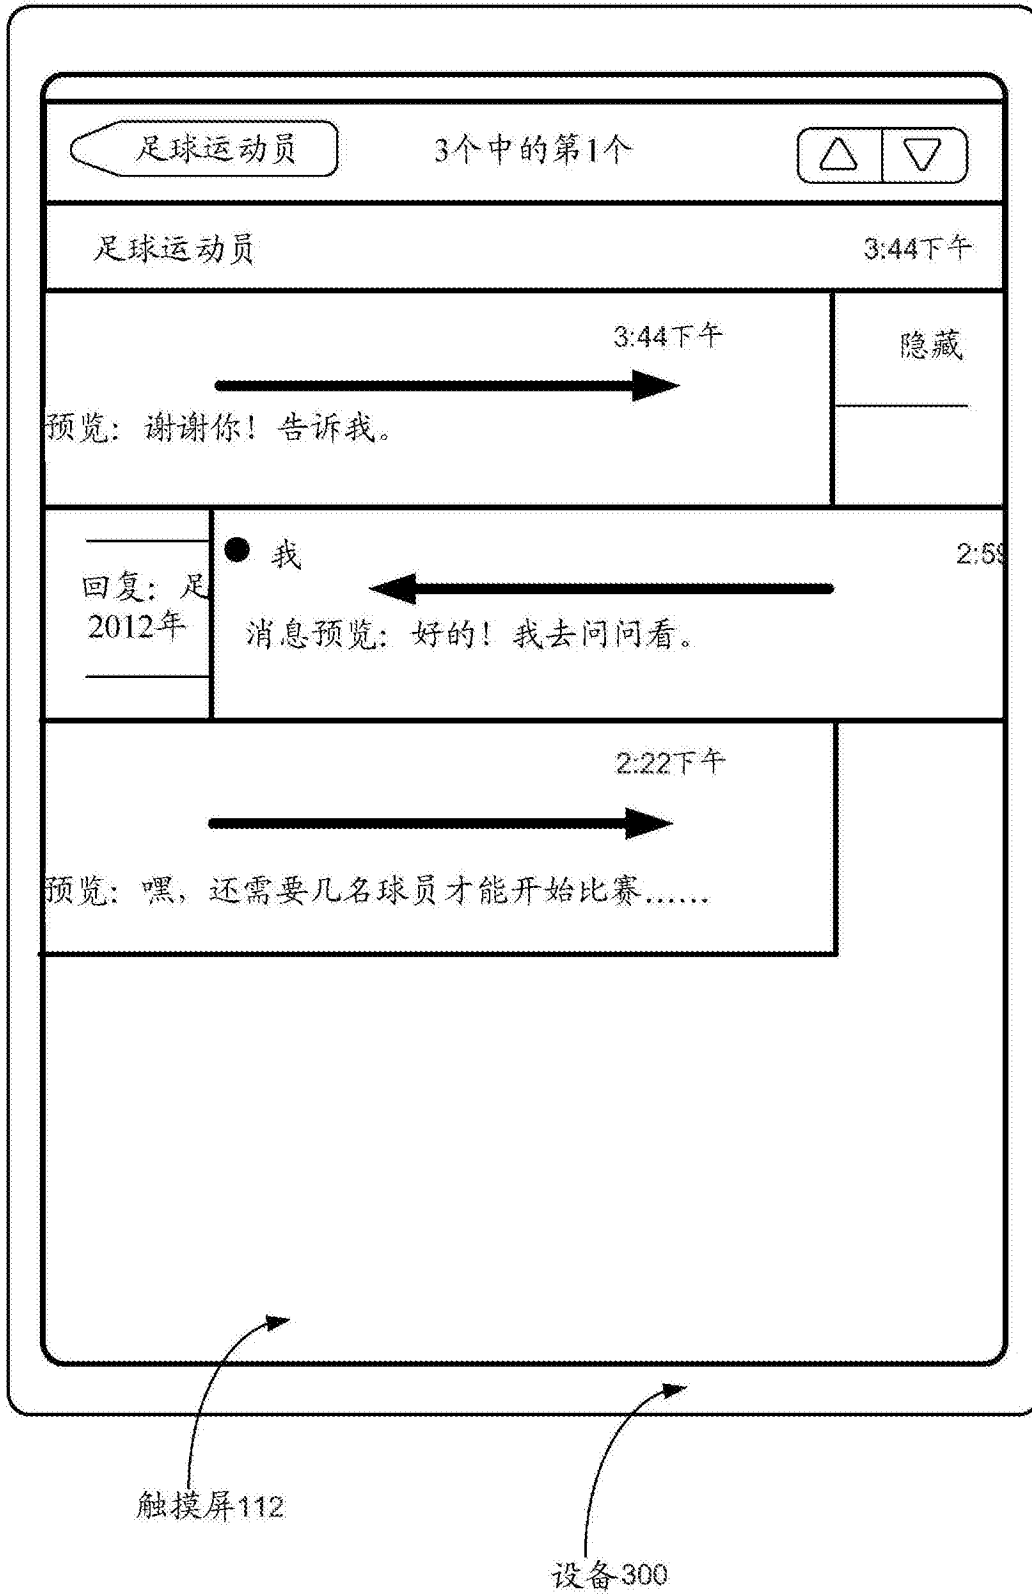 足球运动员
3个中的第1个
足球运动员
3:44下午
3:44下午
隐藏
预览：谢谢你！告诉我。
我
2:59
回复：足
2012年
消息预览：好的！我去问问看。
2:22下午
预览：嘿，还需要几名球员才能开始比赛……
触摸屏112
设备300